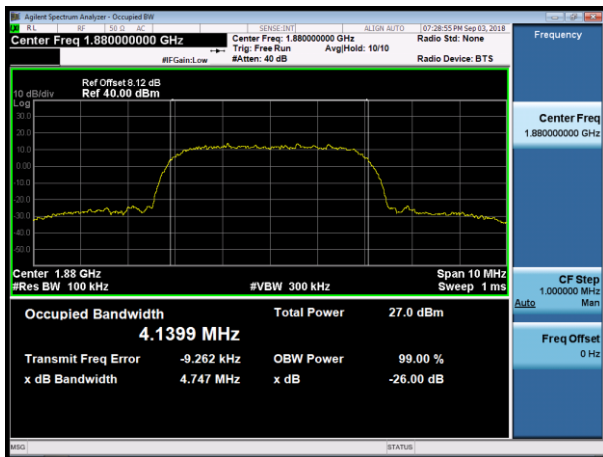 Agilent Spectrum Analyzer - Occupied BW
RL RF 50 Ω AC SENSE:INT ALIGN AUTO 07:28:55 PM Sep 03, 2018
Center Freq 1.880000000 GHz
#IFGain:Low
Center Freq: 1.880000000 GHz
Trig: Free Run Avg|Hold: 10/10
#Atten: 40 dB
Radio Std: None
Radio Device: BTS
Ref Offset 8.12 dB
10 dB/div Ref 40.00 dBm
Log
30.0
20.0
10.0
0.00
-10.0
-20.0
-30.0
-40.0
-50.0
Center 1.88 GHz Span 10 MHz
#Res BW 100 kHz #VBW 300 kHz Sweep 1 ms
Occupied Bandwidth Total Power 27.0 dBm
4.1399 MHz
Transmit Freq Error -9.262 kHz OBW Power 99.00 %
x dB Bandwidth 4.747 MHz x dB -26.00 dB
MSG STATUS
Frequency
Center Freq
1.880000000 GHz
CF Step
1.000000 MHz
Auto Man
Freq Offset
0 Hz